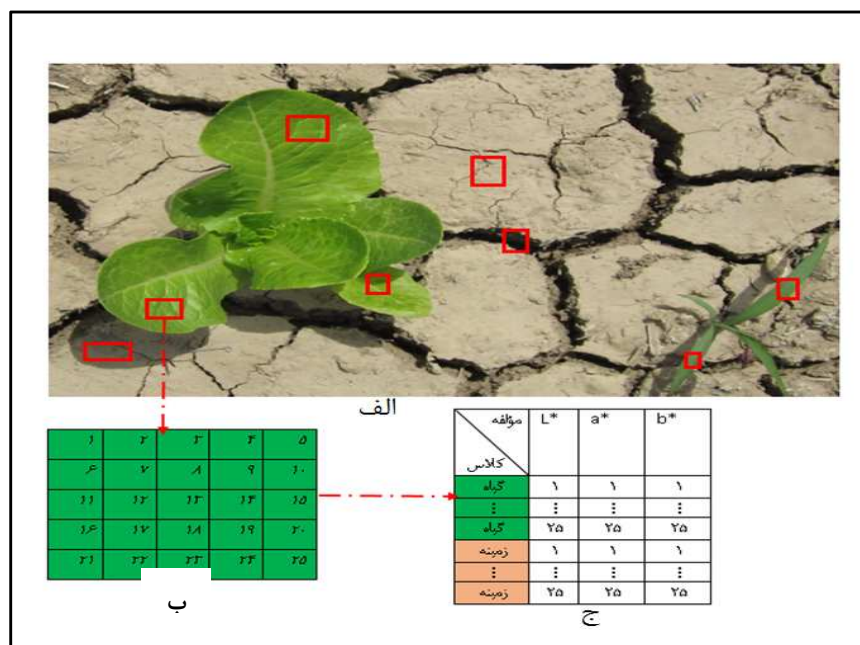 الف
۱ ۲ ۳ ۴ ۵
۶ ۷ ۸ ۹ ۱۰
۱۱ ۱۲ ۱۳ ۱۴ ۱۵
۱۶ ۱۷ ۱۸ ۱۹ ۲۰
۲۱ ۲۲ ۲۳ ۲۴ ۲۵
ب
مؤلفه L* a* b*
کلاس
گیاه ۱ ۱ ۱
⋮ ⋮ ⋮ ⋮
گیاه ۲۵ ۲۵ ۲۵
زمینه ۱ ۱ ۱
⋮ ⋮ ⋮ ⋮
زمینه ۲۵ ۲۵ ۲۵
ج